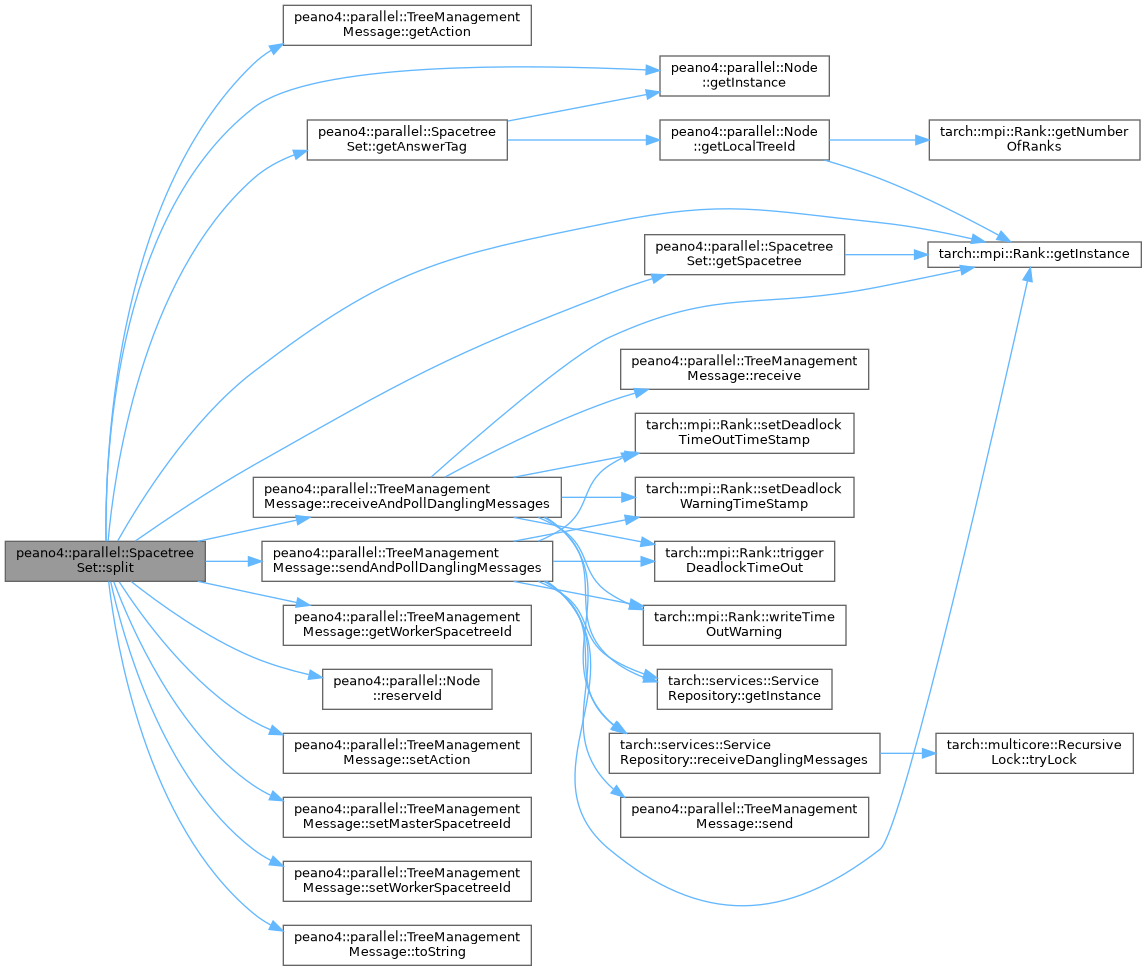 peano4::parallel::TreeManagement
Message::getAction
peano4::parallel::Node
::getInstance
peano4::parallel::Spacetree
Set::getAnswerTag
peano4::parallel::Node
::getLocalTreeId
tarch::mpi::Rank::getNumber
OfRanks
peano4::parallel::Spacetree
Set::getSpacetree
tarch::mpi::Rank::getInstance
peano4::parallel::TreeManagement
Message::receive
tarch::mpi::Rank::setDeadlock
TimeOutTimeStamp
peano4::parallel::TreeManagement
Message::receiveAndPollDanglingMessages
tarch::mpi::Rank::setDeadlock
WarningTimeStamp
peano4::parallel::Spacetree
Set::split
peano4::parallel::TreeManagement
Message::sendAndPollDanglingMessages
tarch::mpi::Rank::trigger
DeadlockTimeOut
peano4::parallel::TreeManagement
Message::getWorkerSpacetreeId
tarch::mpi::Rank::writeTime
OutWarning
peano4::parallel::Node
::reserveId
tarch::services::Service
Repository::getInstance
peano4::parallel::TreeManagement
Message::setAction
tarch::services::Service
Repository::receiveDanglingMessages
tarch::multicore::Recursive
Lock::tryLock
peano4::parallel::TreeManagement
Message::setMasterSpacetreeId
peano4::parallel::TreeManagement
Message::send
peano4::parallel::TreeManagement
Message::setWorkerSpacetreeId
peano4::parallel::TreeManagement
Message::toString